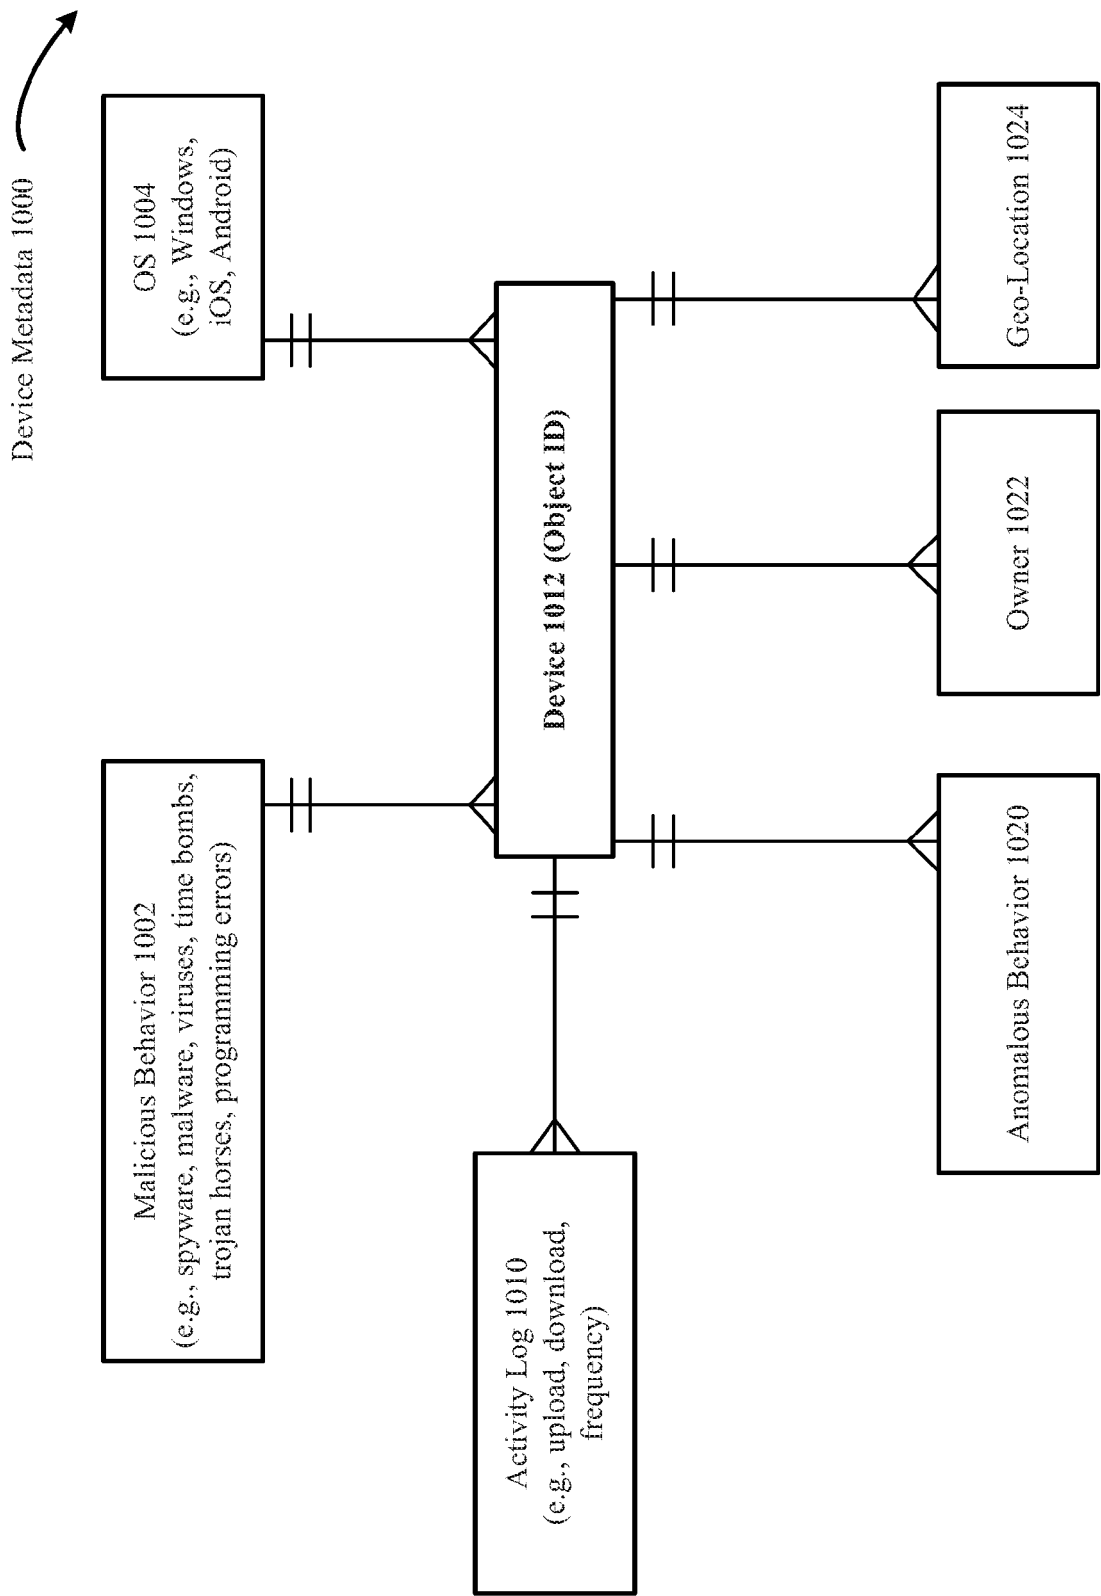 Device Metadata 1000
Malicious Behavior 1002
(e.g., spyware, malware, viruses, time bombs,
trojan horses, programming errors)
OS 1004
(e.g., Windows,
iOS, Android)
Activity Log 1010
(e.g., upload, download,
frequency)
Device 1012 (Object ID)
Anomalous Behavior 1020
Owner 1022
Geo-Location 1024